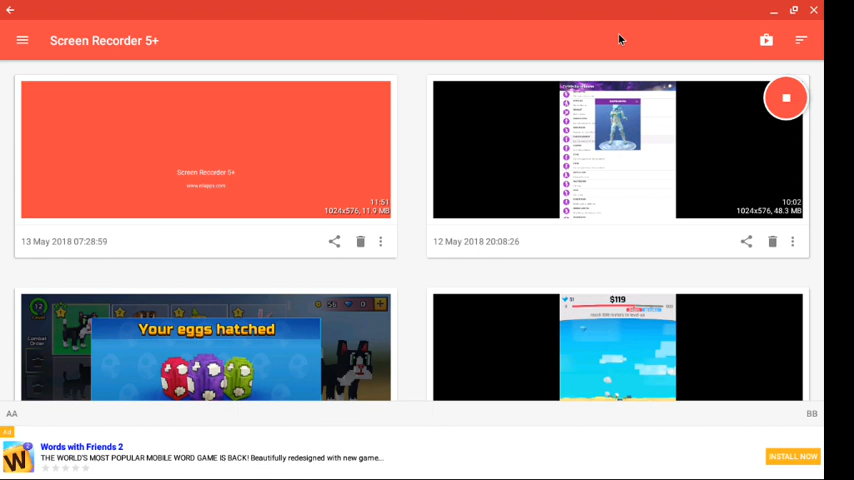 Screen Recorder 5+
Screen Recorder 5+
11:51
1024x576, 11.9 MB
10:02
1024x576, 48.3 MB
13 May 2018 07:28:59
12 May 2018 20:08:26
12
56
0
Your eggs hatched
$119
AA
BB
Ad
Words with Friends 2
THE WORLD'S MOST POPULAR MOBILE WORD GAME IS BACK! Beautifully redesigned with new game...
INSTALL NOW